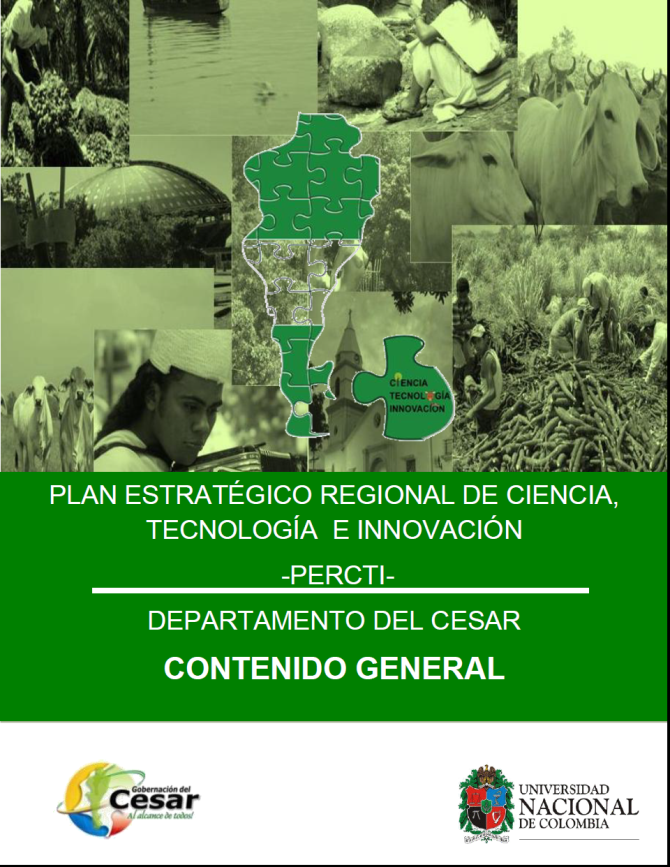 CIENCIA
TECNOLOGÍA
INNOVACIÓN
PLAN ESTRATÉGICO REGIONAL DE CIENCIA,
TECNOLOGÍA E INNOVACIÓN
-PERCTI-
DEPARTAMENTO DEL CESAR
CONTENIDO GENERAL
Gobernación del
Cesar
Al alcance de todos!
UNIVERSIDAD
NACIONAL
DE COLOMBIA